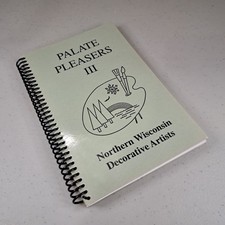 PALATE
PLEASERS
III
Northern Wisconsin
Decorative Artists